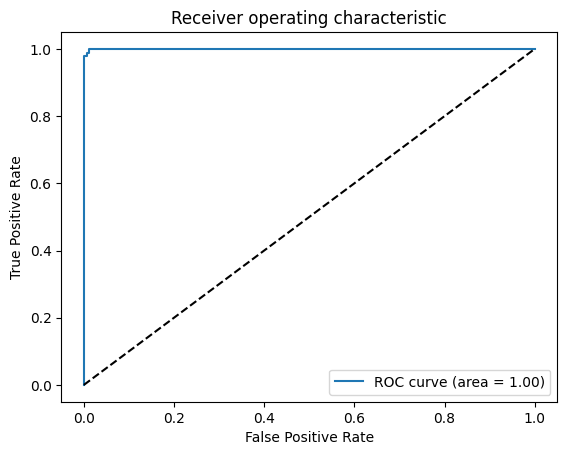 Receiver operating characteristic
True Positive Rate
1.0
0.8
0.6
0.4
0.2
0.0
ROC curve (area = 1.00)
0.0 0.2 0.4 0.6 0.8 1.0
False Positive Rate